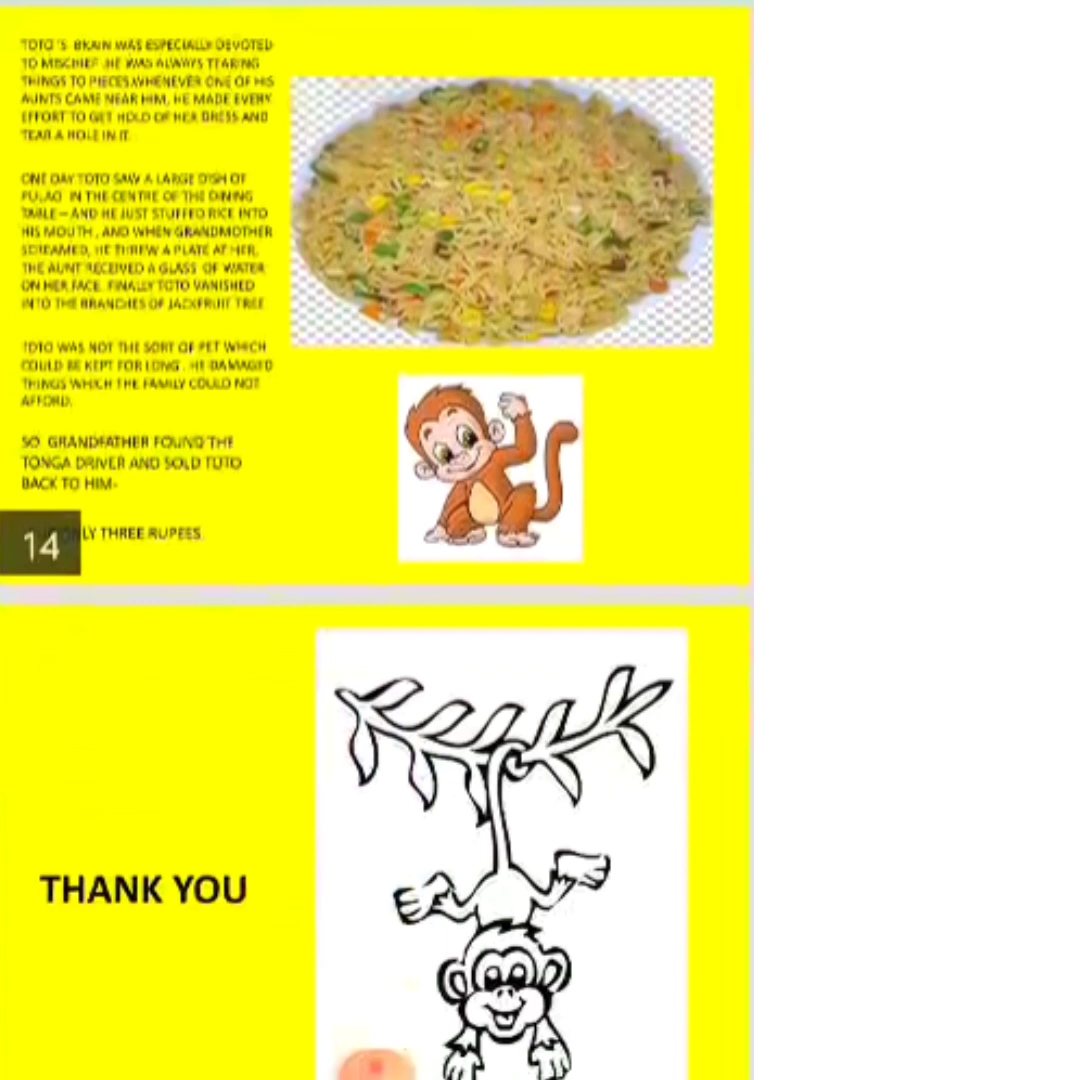 TOTO 'S BRAIN WAS ESPECIALLY DEVOTED
TO MISCHIEF .HE WAS ALWAYS TEARING
THINGS TO PIECES.WHENEVER ONE OF HIS
AUNTS CAME NEAR HIM, HE MADE EVERY
EFFORT TO GET HOLD OF HER DRESS AND
TEAR A HOLE IN IT.
ONE DAY TOTO SAW A LARGE DISH OF
PULAO IN THE CENTRE OF THE DINING
TABLE – AND HE JUST STUFFED RICE INTO
HIS MOUTH , AND WHEN GRANDMOTHER
SCREAMED, HE THREW A PLATE AT HER,
THE AUNT RECEIVED A GLASS OF WATER
ON HER FACE. FINALLY TOTO VANISHED
INTO THE BRANCHES OF JACKFRUIT TREE
TOTO WAS NOT THE SORT OF PET WHICH
COULD BE KEPT FOR LONG . HE DAMAGED
THINGS WHICH THE FAMILY COULD NOT
AFFORD.
SO GRANDFATHER FOUND THE
TONGA DRIVER AND SOLD TOTO
BACK TO HIM-
ONLY THREE RUPEES.
14
THANK YOU